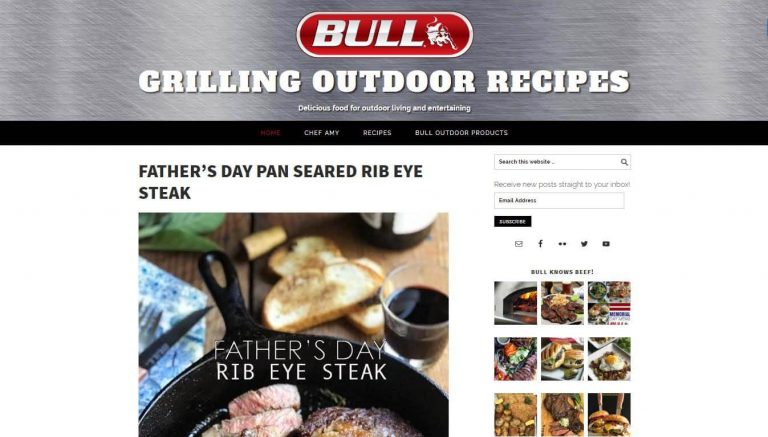 BULL
GRILLING OUTDOOR RECIPES
Delicious food for outdoor living and entertaining
HOME CHEF AMY RECIPES BULL OUTDOOR PRODUCTS
FATHER'S DAY PAN SEARED RIB EYE
STEAK
FATHER'S DAY
RIB EYE STEAK
Search this website …
Receive new posts straight to your inbox!
Email Address
SUBSCRIBE
BULL KNOWS BEEF!
MEMORIAL